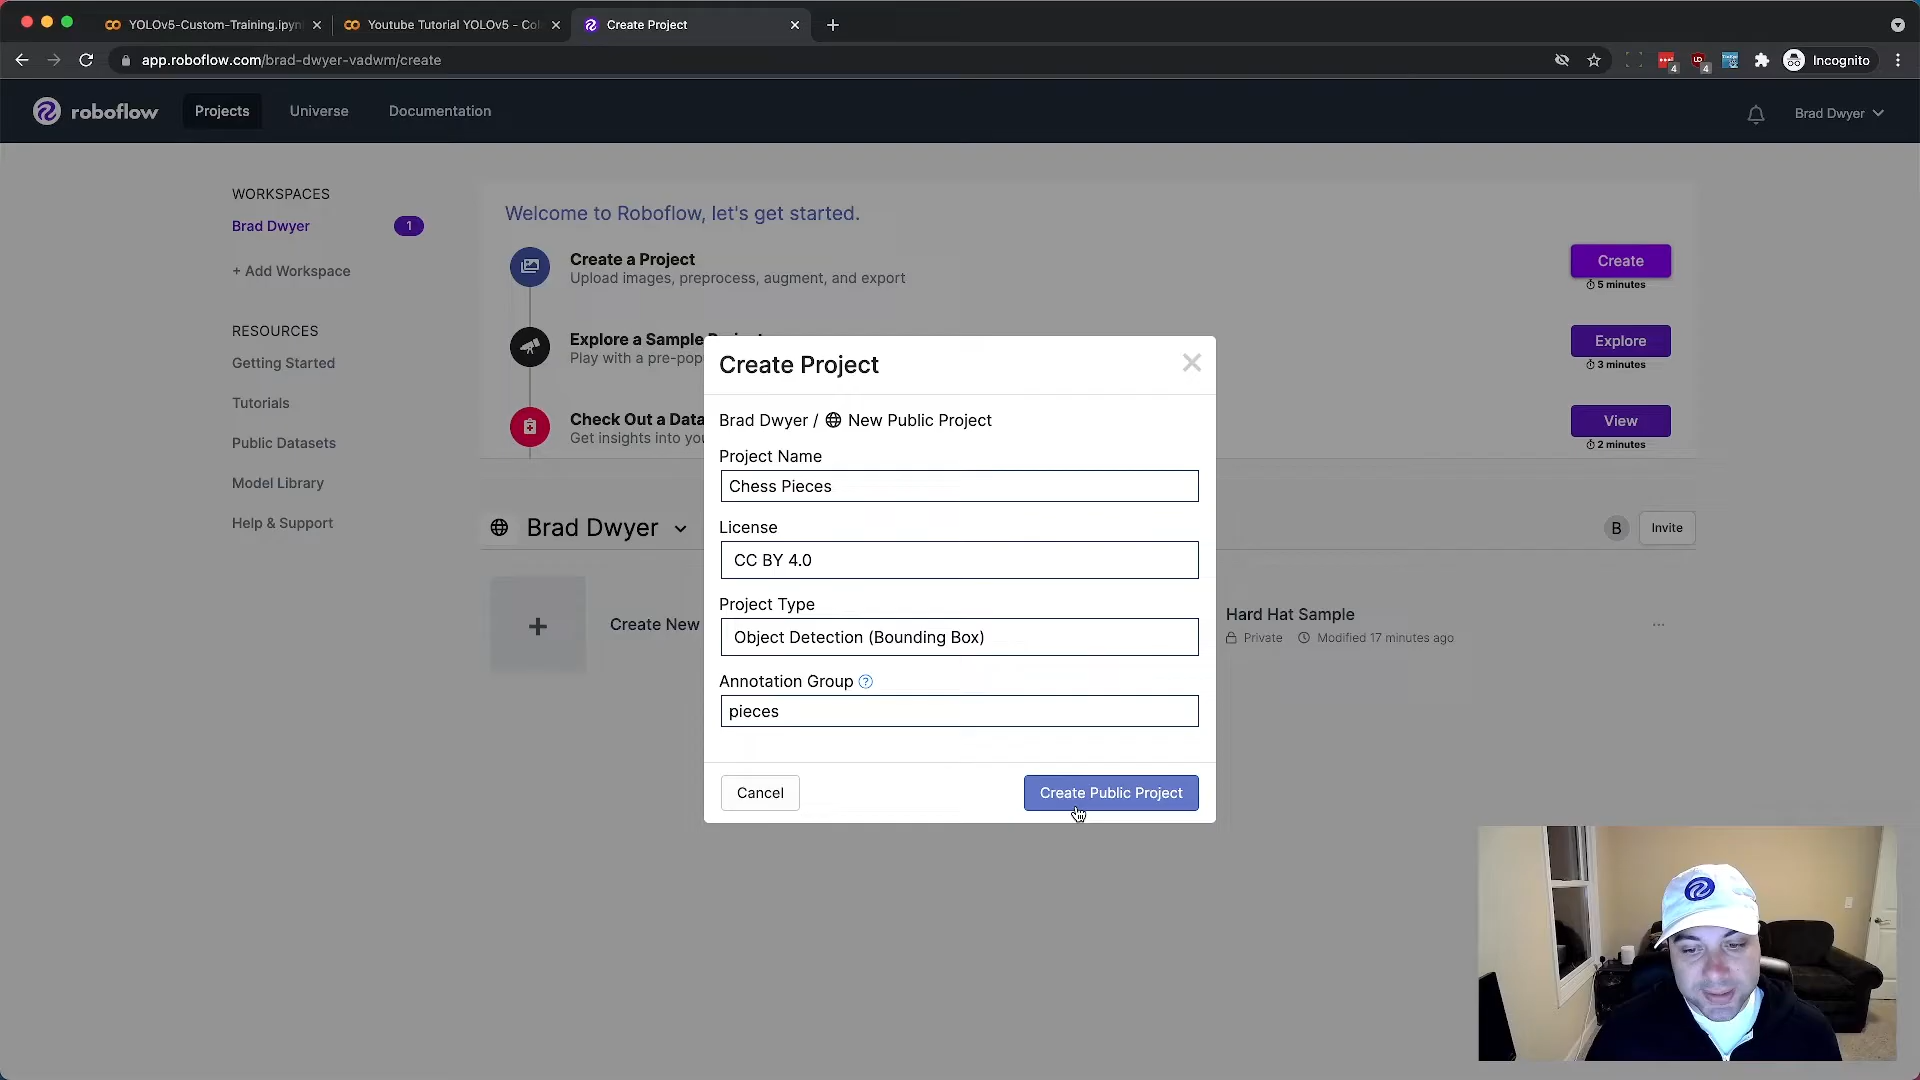 YOLOv5-Custom-Training.ipyn
Youtube Tutorial YOLOv5 - Co
Create Project
app.roboflow.com/brad-dwyer-vadwm/create
4
4
Incognito
roboflow
Projects
Universe
Documentation
Brad Dwyer
WORKSPACES
Brad Dwyer
1
+ Add Workspace
RESOURCES
Getting Started
Tutorials
Public Datasets
Model Library
Help & Support
Welcome to Roboflow, let's get started.
Create a Project
Upload images, preprocess, augment, and export
Create
5 minutes
Explore a Sample
Play with a pre-pop
Explore
3 minutes
Check Out a Data
Get insights into you
View
2 minutes
Brad Dwyer
B
Invite
Create New
Hard Hat Sample
Private
Modified 17 minutes ago
...
Create Project
Brad Dwyer / New Public Project
Project Name
Chess Pieces
License
CC BY 4.0
Project Type
Object Detection (Bounding Box)
Annotation Group ?
pieces
Cancel
Create Public Project